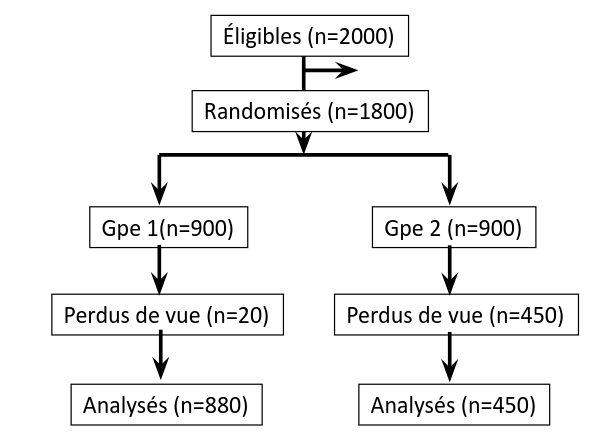 Éligibles (n=2000)
Randomisés (n=1800)
Gpe 1(n=900)
Gpe 2 (n=900)
Perdus de vue (n=20)
Perdus de vue (n=450)
Analysés (n=880)
Analysés (n=450)